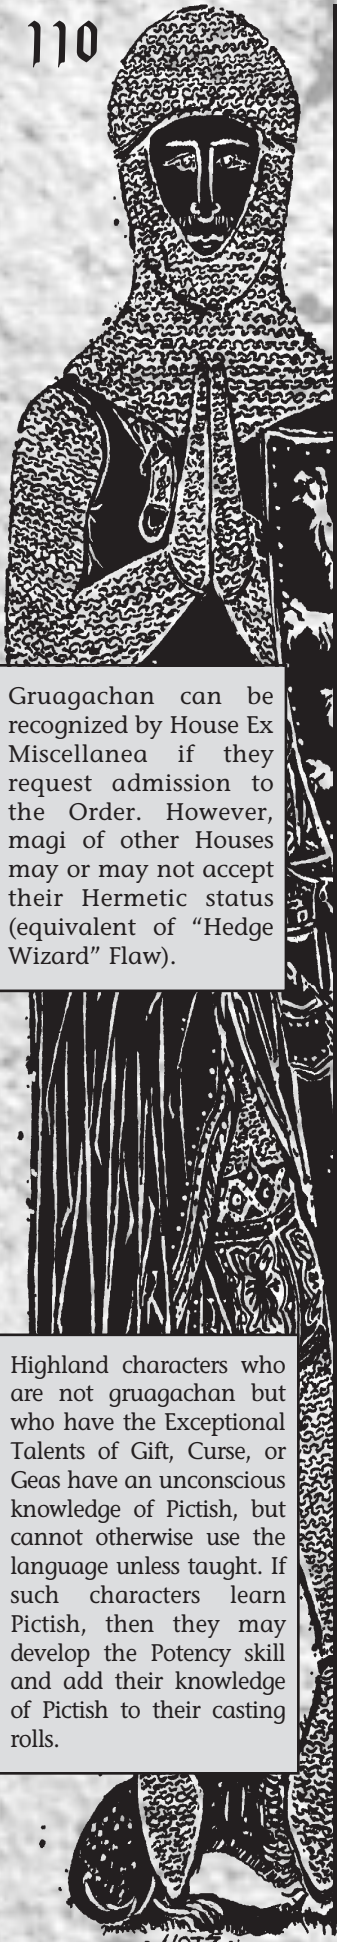 110
Gruagachan can be
recognized by House Ex
Miscellanea if they
request admission to
the Order. However,
magi of other Houses
may or may not accept
their Hermetic status
(equivalent of “Hedge
Wizard” Flaw).
Highland characters who
are not gruagachan but
who have the Exceptional
Talents of Gift, Curse, or
Geas have an unconscious
knowledge of Pictish, but
cannot otherwise use the
language unless taught. If
such characters learn
Pictish, then they may
develop the Potency skill
and add their knowledge
of Pictish to their casting
rolls.